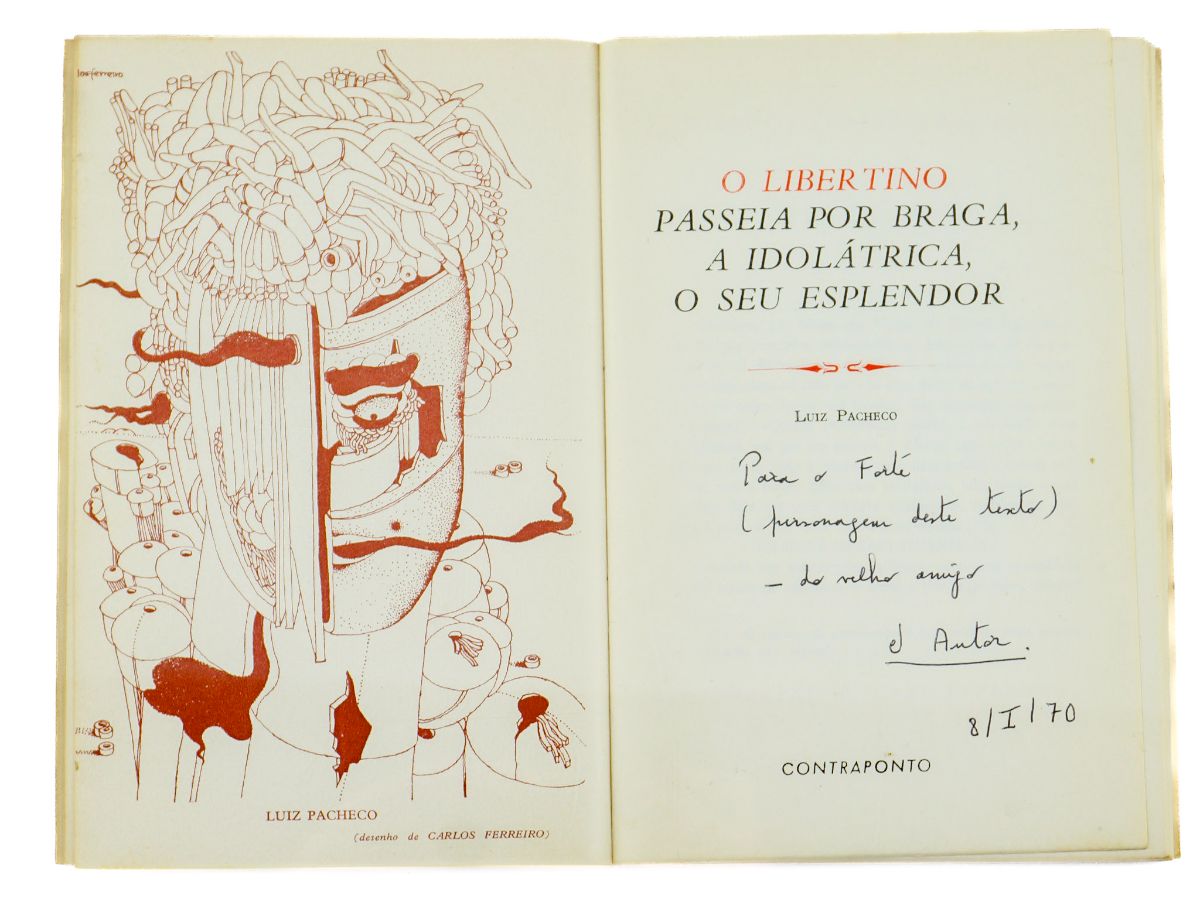 LUIZ PACHECO
(desenho de CARLOS FERREIRO)
O LIBERTINO
PASSEIA POR BRAGA,
A IDOLÁTRICA,
O SEU ESPLENDOR
LUIZ PACHECO
Para o Forté
(personagem deste texto)
– do velho amigo
Autor.
8/I/70
CONTRAPONTO